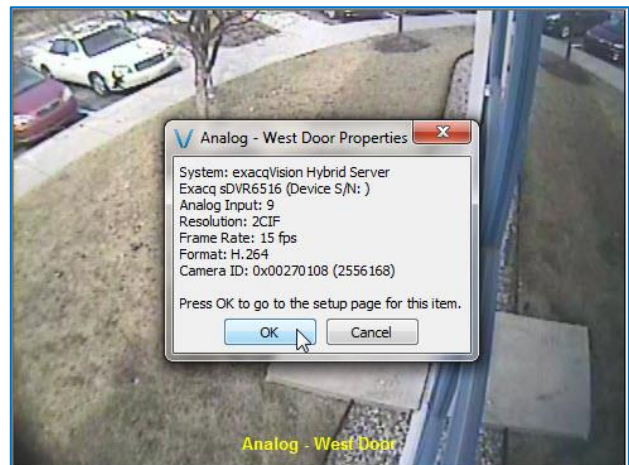 Analog - West Door Properties
System: exacqVision Hybrid Server
Exacq sDVR6516 (Device S/N: )
Analog Input: 9
Resolution: 2CIF
Frame Rate: 15 fps
Format: H.264
Camera ID: 0x00270108 (2556168)
Press OK to go to the setup page for this item.
OK
Cancel
Analog - West Door